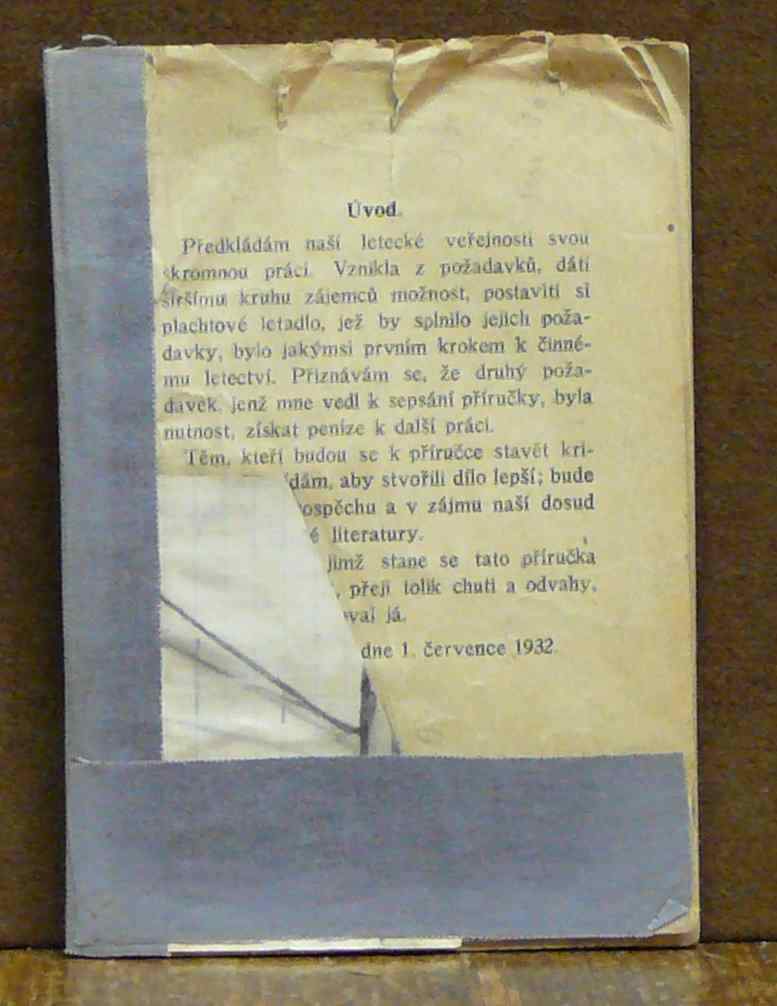 Úvod.
Předkládám naší letecké veřejnosti svou
skromnou práci. Vznikla z požadavků, dáti
širšímu kruhu zájemců možnost, postaviti si
plachtové letadlo, jež by splnilo jejich poža-
davky, bylo jakýmsi prvním krokem k činné-
mu letectví. Přiznávám se, že druhý poža-
davek, jenž mne vedl k sepsání příručky, byla
nutnost, získat peníze k další práci.
Těm, kteří budou se k příručce stavět kri-
dám, aby stvořili dílo lepší; bude
ospěchu a v zájmu naší dosud
é literatury.
jimž stane se tato příručka
, přeji tolik chuti a odvahy,
val já.
dne 1. července 1932.